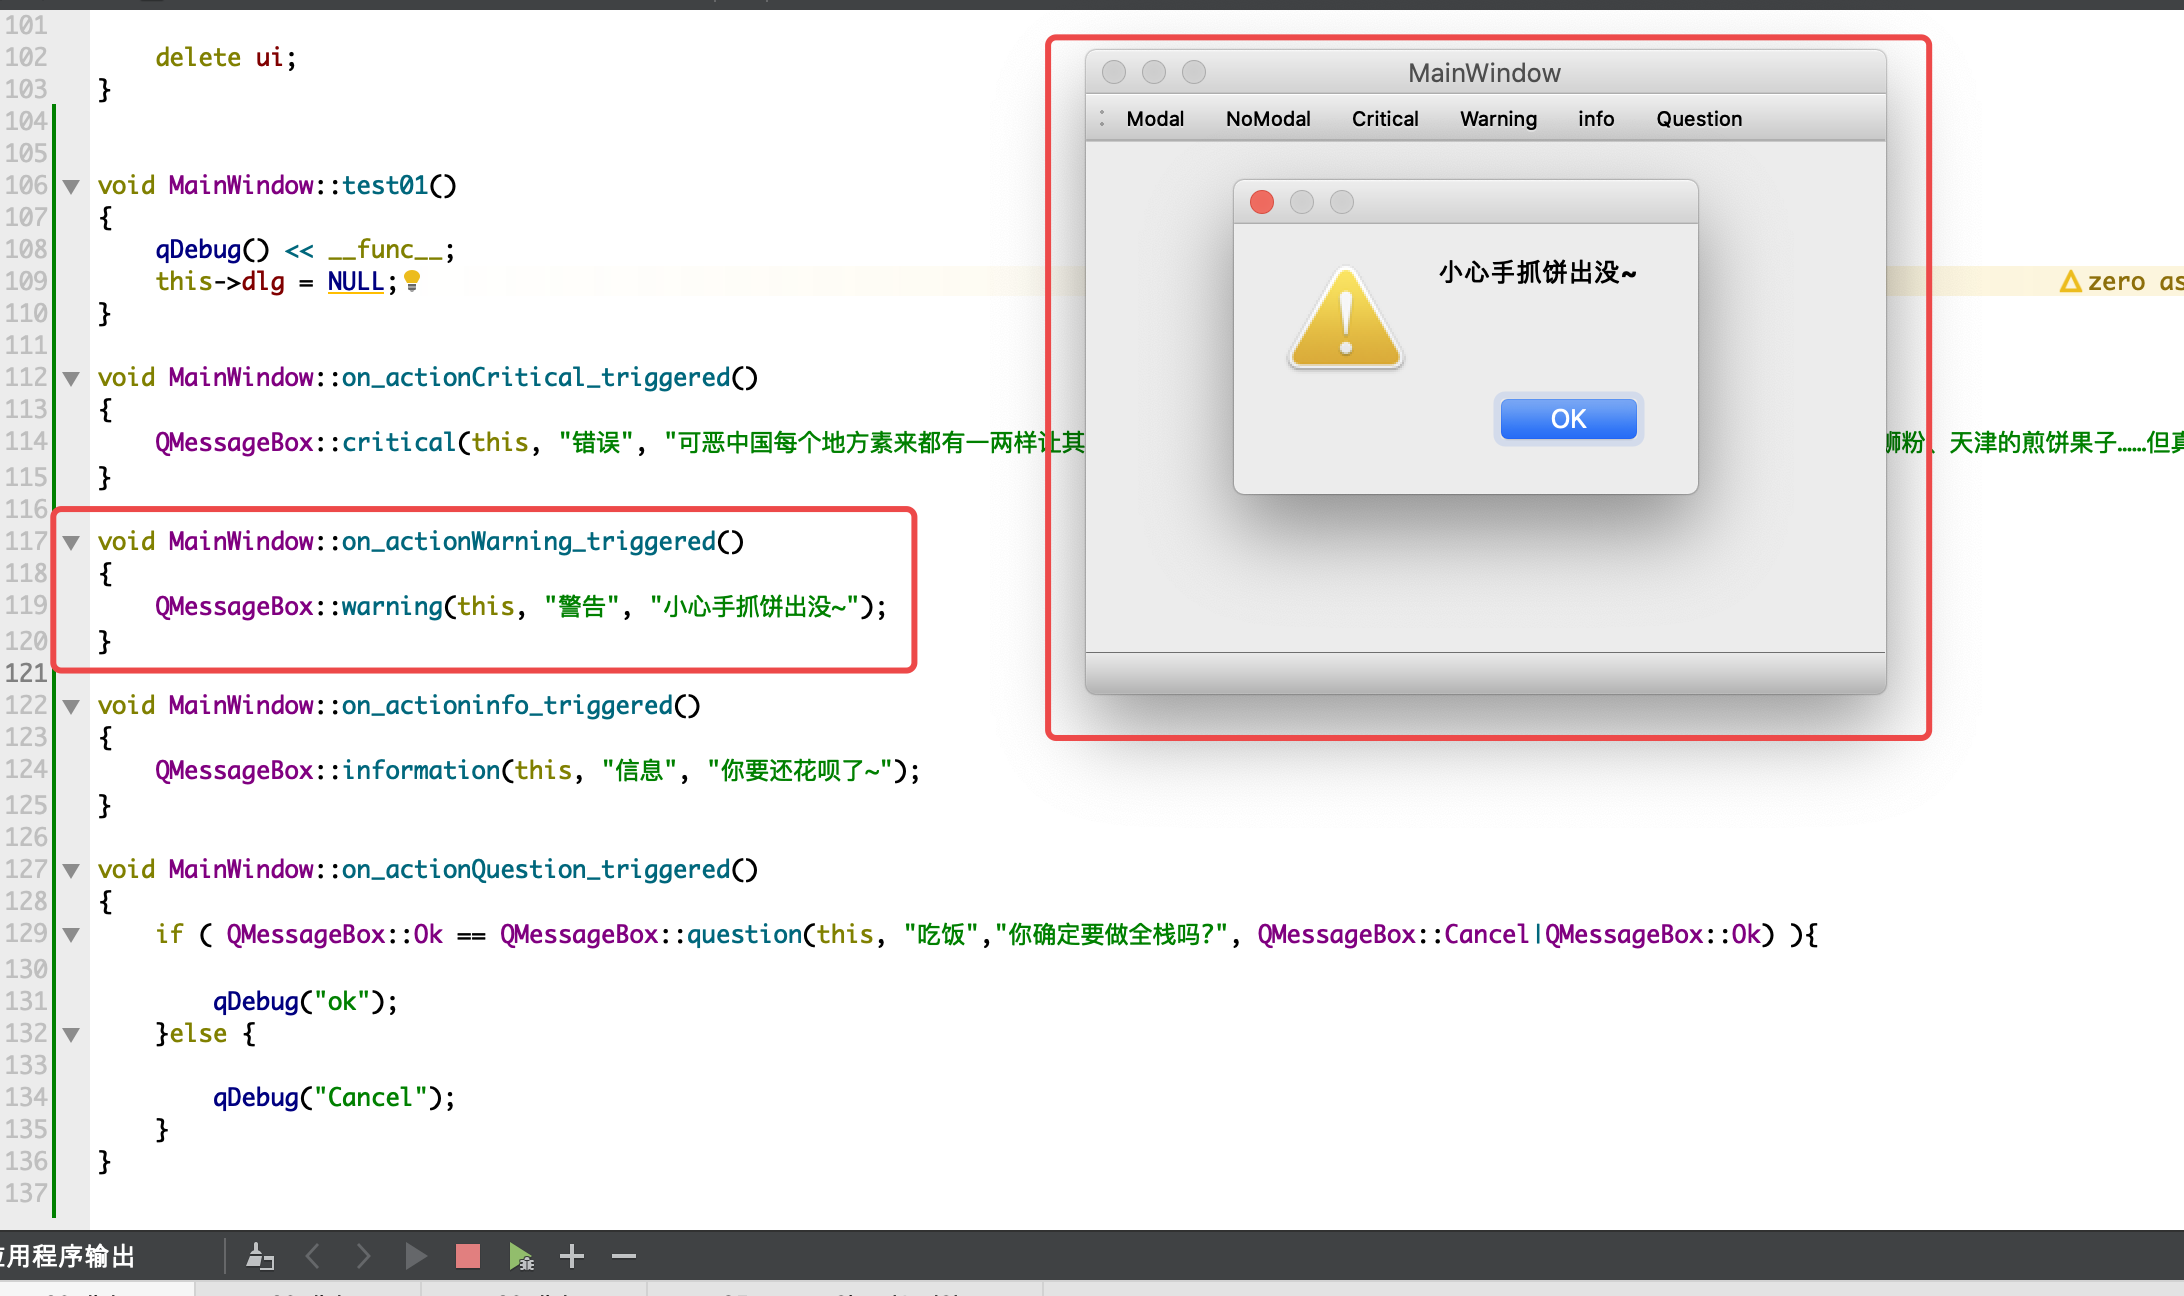 101
102 delete ui;
103 }
104
105
106 void MainWindow::test01()
107 {
108 qDebug() << __func__;
109 this->dlg = NULL; zero as
110 }
111
112 void MainWindow::on_actionCritical_triggered()
113 {
114 QMessageBox::critical(this, "错误", "可恶中国每个地方素来都有一两样让其 粉、天津的煎饼果子……但真
115 }
116
117 void MainWindow::on_actionWarning_triggered()
118 {
119 QMessageBox::warning(this, "警告", "小心手抓饼出没~");
120 }
121
122 void MainWindow::on_actioninfo_triggered()
123 {
124 QMessageBox::information(this, "信息", "你要还花呗了~");
125 }
126
127 void MainWindow::on_actionQuestion_triggered()
128 {
129 if ( QMessageBox::Ok == QMessageBox::question(this, "吃饭","你确定要做全栈吗?", QMessageBox::Cancel|QMessageBox::Ok) ){
130
131 qDebug("ok");
132 }else {
133
134 qDebug("Cancel");
135 }
136 }
137
MainWindow
Modal NoModal Critical Warning info Question
小心手抓饼出没~
OK
用程序输出